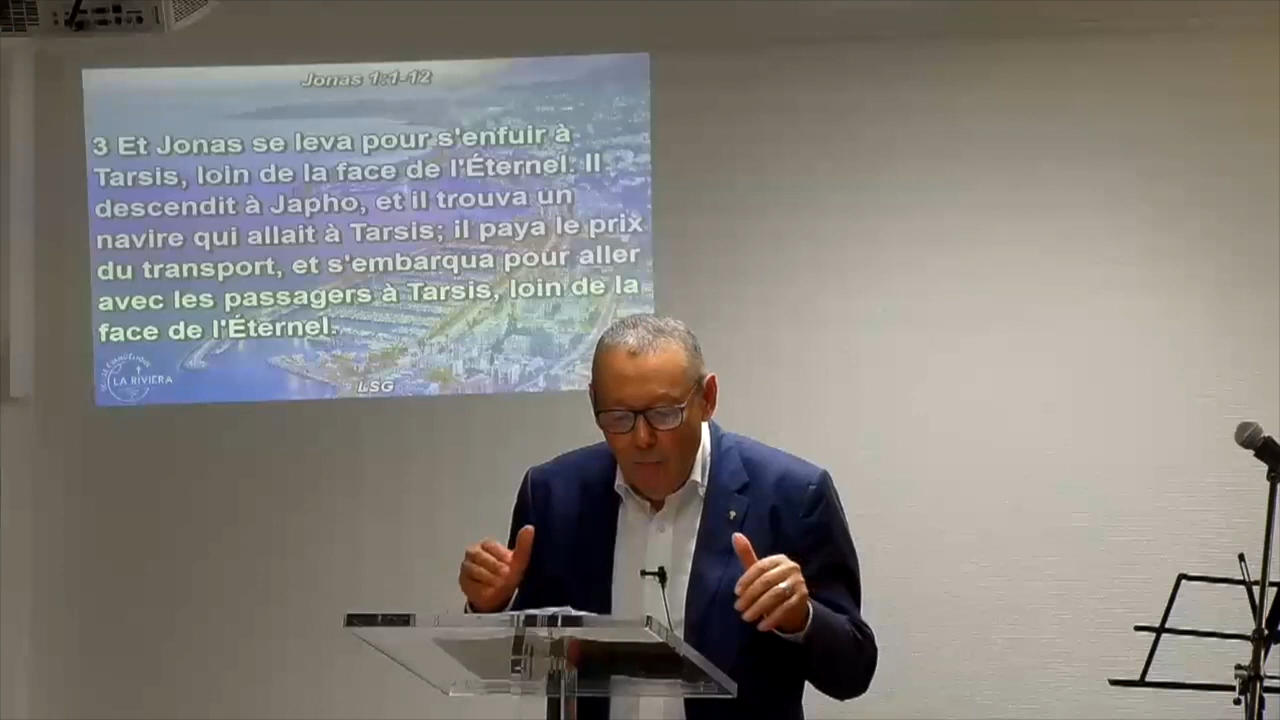 Jonas 1:1-12
3 Et Jonas se leva pour s'enfuir à
Tarsis, loin de la face de l'Éternel. Il
descendit à Japho, et il trouva un
navire qui allait à Tarsis; il paya le prix
du transport, et s'embarqua pour aller
avec les passagers à Tarsis, loin de la
face de l'Éternel.
LA RIVIERA
LSG